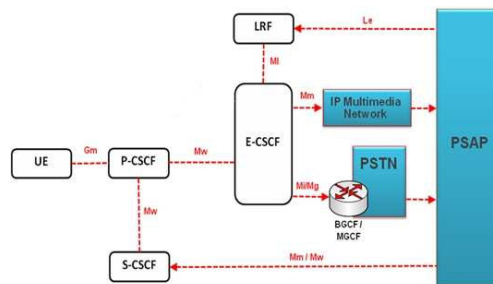 LRF
Le
Ml
Mm
IP Multimedia
Network
E-CSCF
PSAP
UE
Gm
P-CSCF
Mw
PSTN
Mi/Mg
BGCF /
MGCF
Mw
S-CSCF
Mm / Mw